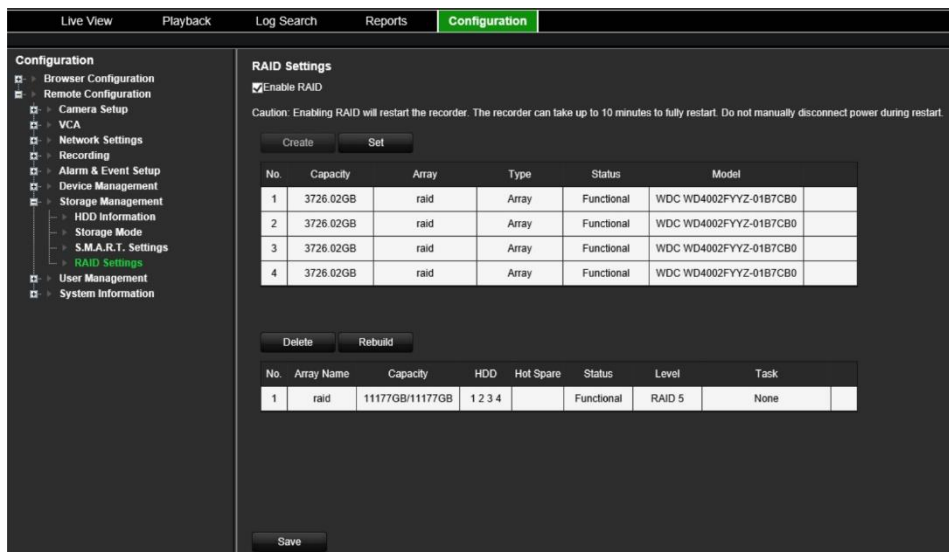 Live View Playback Log Search Reports Configuration
Configuration
Browser Configuration
Remote Configuration
Camera Setup
VCA
Network Settings
Recording
Alarm & Event Setup
Device Management
Storage Management
HDD Information
Storage Mode
S.M.A.R.T. Settings
RAID Settings
User Management
System Information
RAID Settings
Enable RAID
Caution: Enabling RAID will restart the recorder. The recorder can take up to 10 minutes to fully restart. Do not manually disconnect power during restart.
Create Set
No. Capacity Array Type Status Model
1 3726.02GB raid Array Functional WDC WD4002FYYZ-01B7CB0
2 3726.02GB raid Array Functional WDC WD4002FYYZ-01B7CB0
3 3726.02GB raid Array Functional WDC WD4002FYYZ-01B7CB0
4 3726.02GB raid Array Functional WDC WD4002FYYZ-01B7CB0
Delete Rebuild
No. Array Name Capacity HDD Hot Spare Status Level Task
1 raid 11177GB/11177GB 1 2 3 4 Functional RAID 5 None
Save